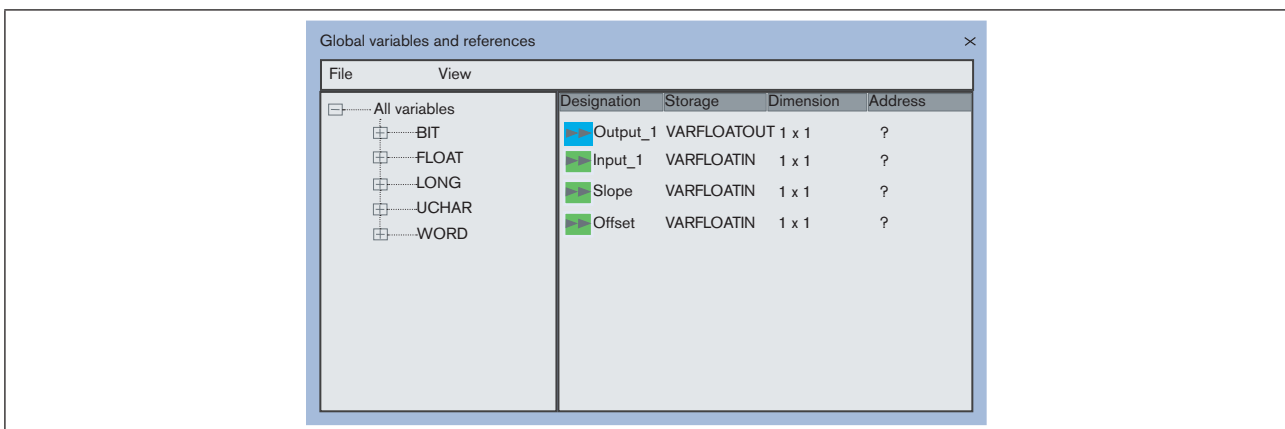 Global variables and references
File View
All variables
BIT
FLOAT
LONG
UCHAR
WORD
Designation Storage Dimension Address
Output_1 VARFLOATOUT 1 x 1 ?
Input_1 VARFLOATIN 1 x 1 ?
Slope VARFLOATIN 1 x 1 ?
Offset VARFLOATIN 1 x 1 ?